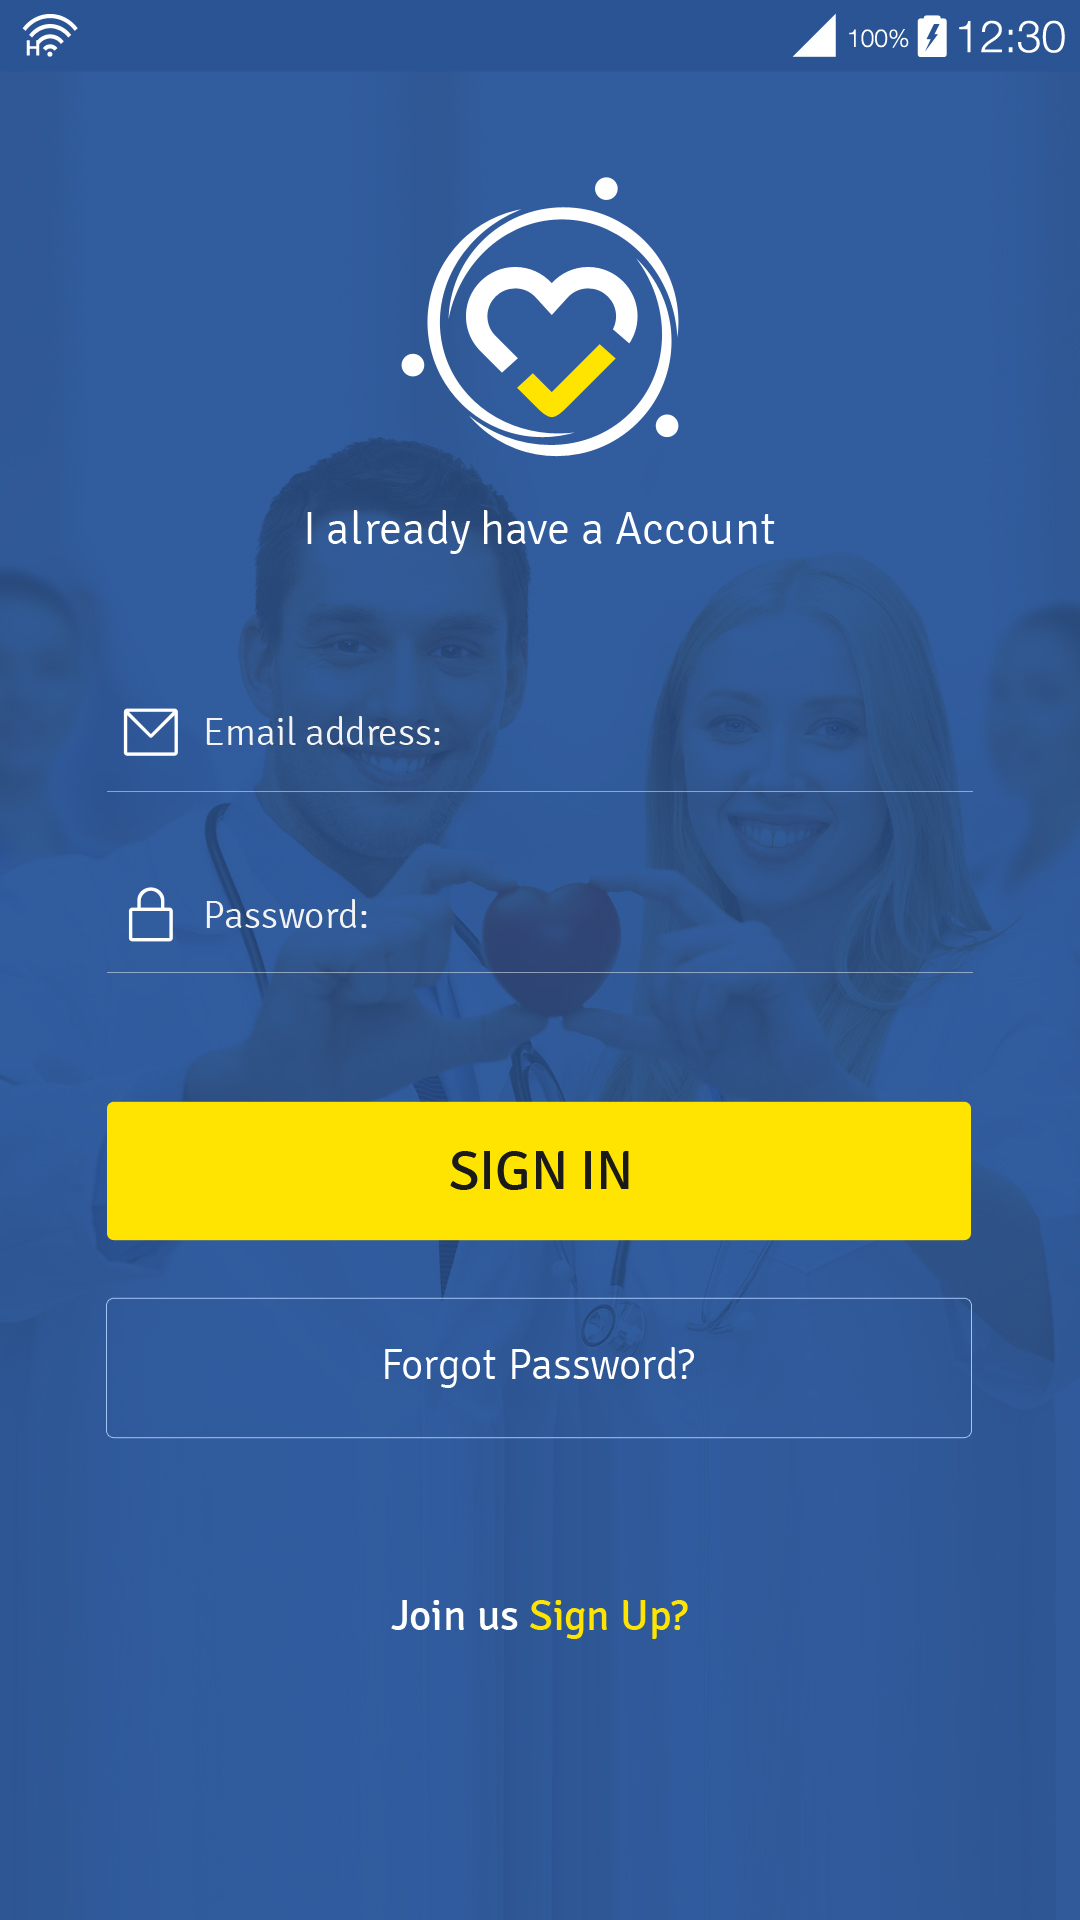 H 100% 12:30
I already have a Account
Email address:
Password:
SIGN IN
Forgot Password?
Join us Sign Up?